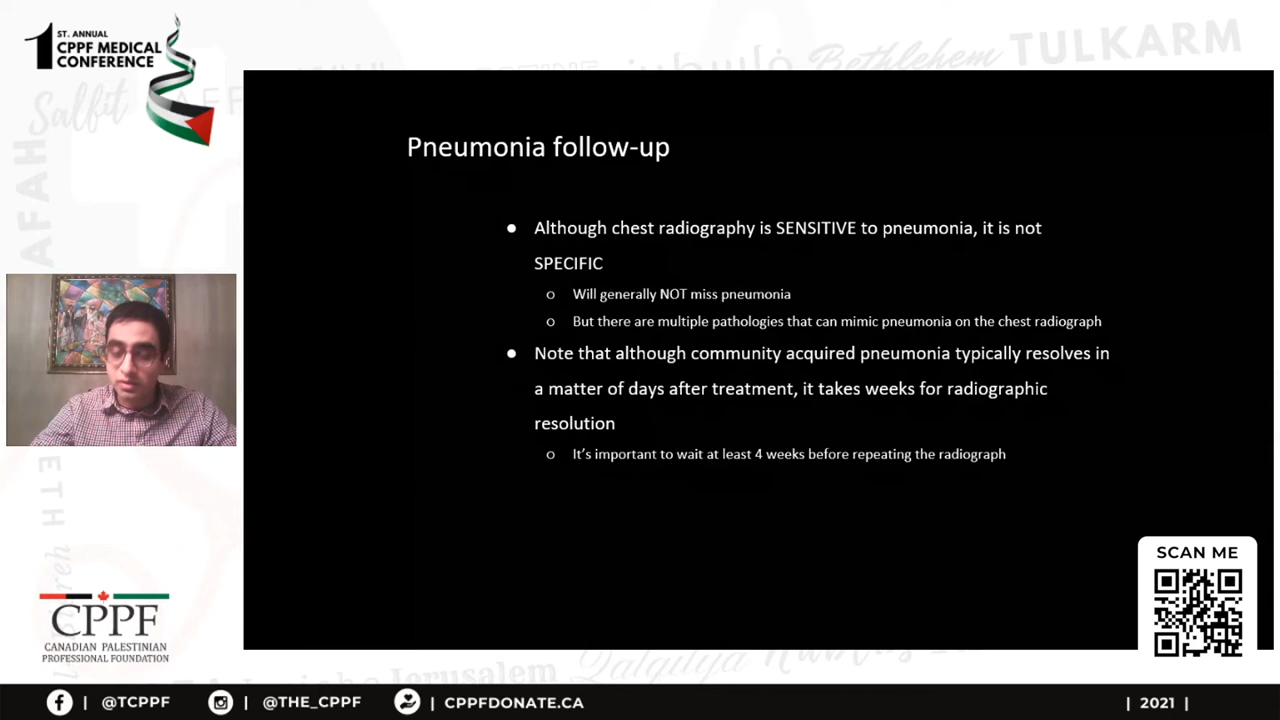 ST. ANNUAL
1
CPPF MEDICAL
CONFERENCE
Salfit
Bethlehem
TULKARM
AFAH
Pneumonia follow-up
● Although chest radiography is SENSITIVE to pneumonia, it is not
SPECIFIC
o Will generally NOT miss pneumonia
o But there are multiple pathologies that can mimic pneumonia on the chest radiograph
● Note that although community acquired pneumonia typically resolves in
a matter of days after treatment, it takes weeks for radiographic
resolution
o It's important to wait at least 4 weeks before repeating the radiograph
SCAN ME
CPPF
CANADIAN PALESTINIAN
PROFESSIONAL FOUNDATION
Jerusalem
Qalqilya
| @TCPPF
| @THE_CPPF
| CPPFDONATE.CA
| 2021 |